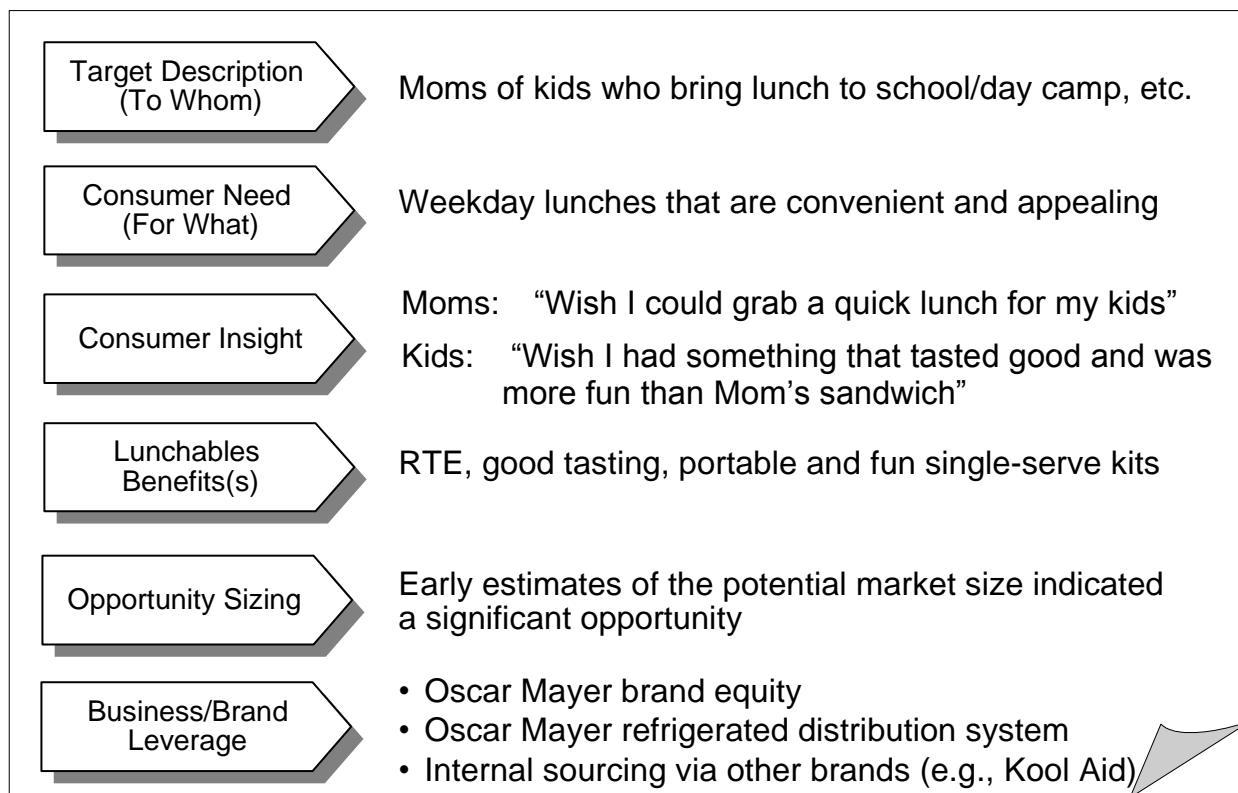 Target Description
(To Whom)
Moms of kids who bring lunch to school/day camp, etc.
Consumer Need
(For What)
Weekday lunches that are convenient and appealing
Consumer Insight
Moms: “Wish I could grab a quick lunch for my kids”
Kids: “Wish I had something that tasted good and was
more fun than Mom’s sandwich”
Lunchables
Benefits(s)
RTE, good tasting, portable and fun single-serve kits
Opportunity Sizing
Early estimates of the potential market size indicated
a significant opportunity
Business/Brand
Leverage
• Oscar Mayer brand equity
• Oscar Mayer refrigerated distribution system
• Internal sourcing via other brands (e.g., Kool Aid)